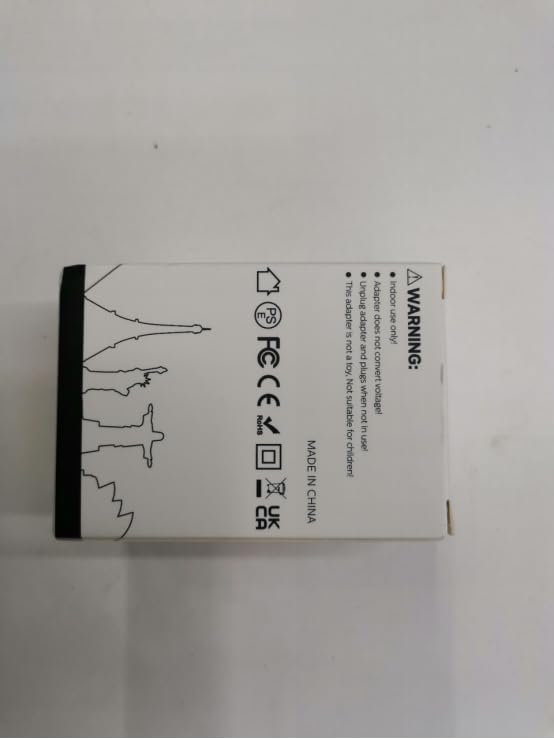 WARNING:
● Indoor use only!
● Adapter does not convert voltage!
● Unplug adapter and plugs when not in use!
● This adapter is not a toy, Not suitable for children!
MADE IN CHINA
PS
E
FC CE RoHS UK
CA